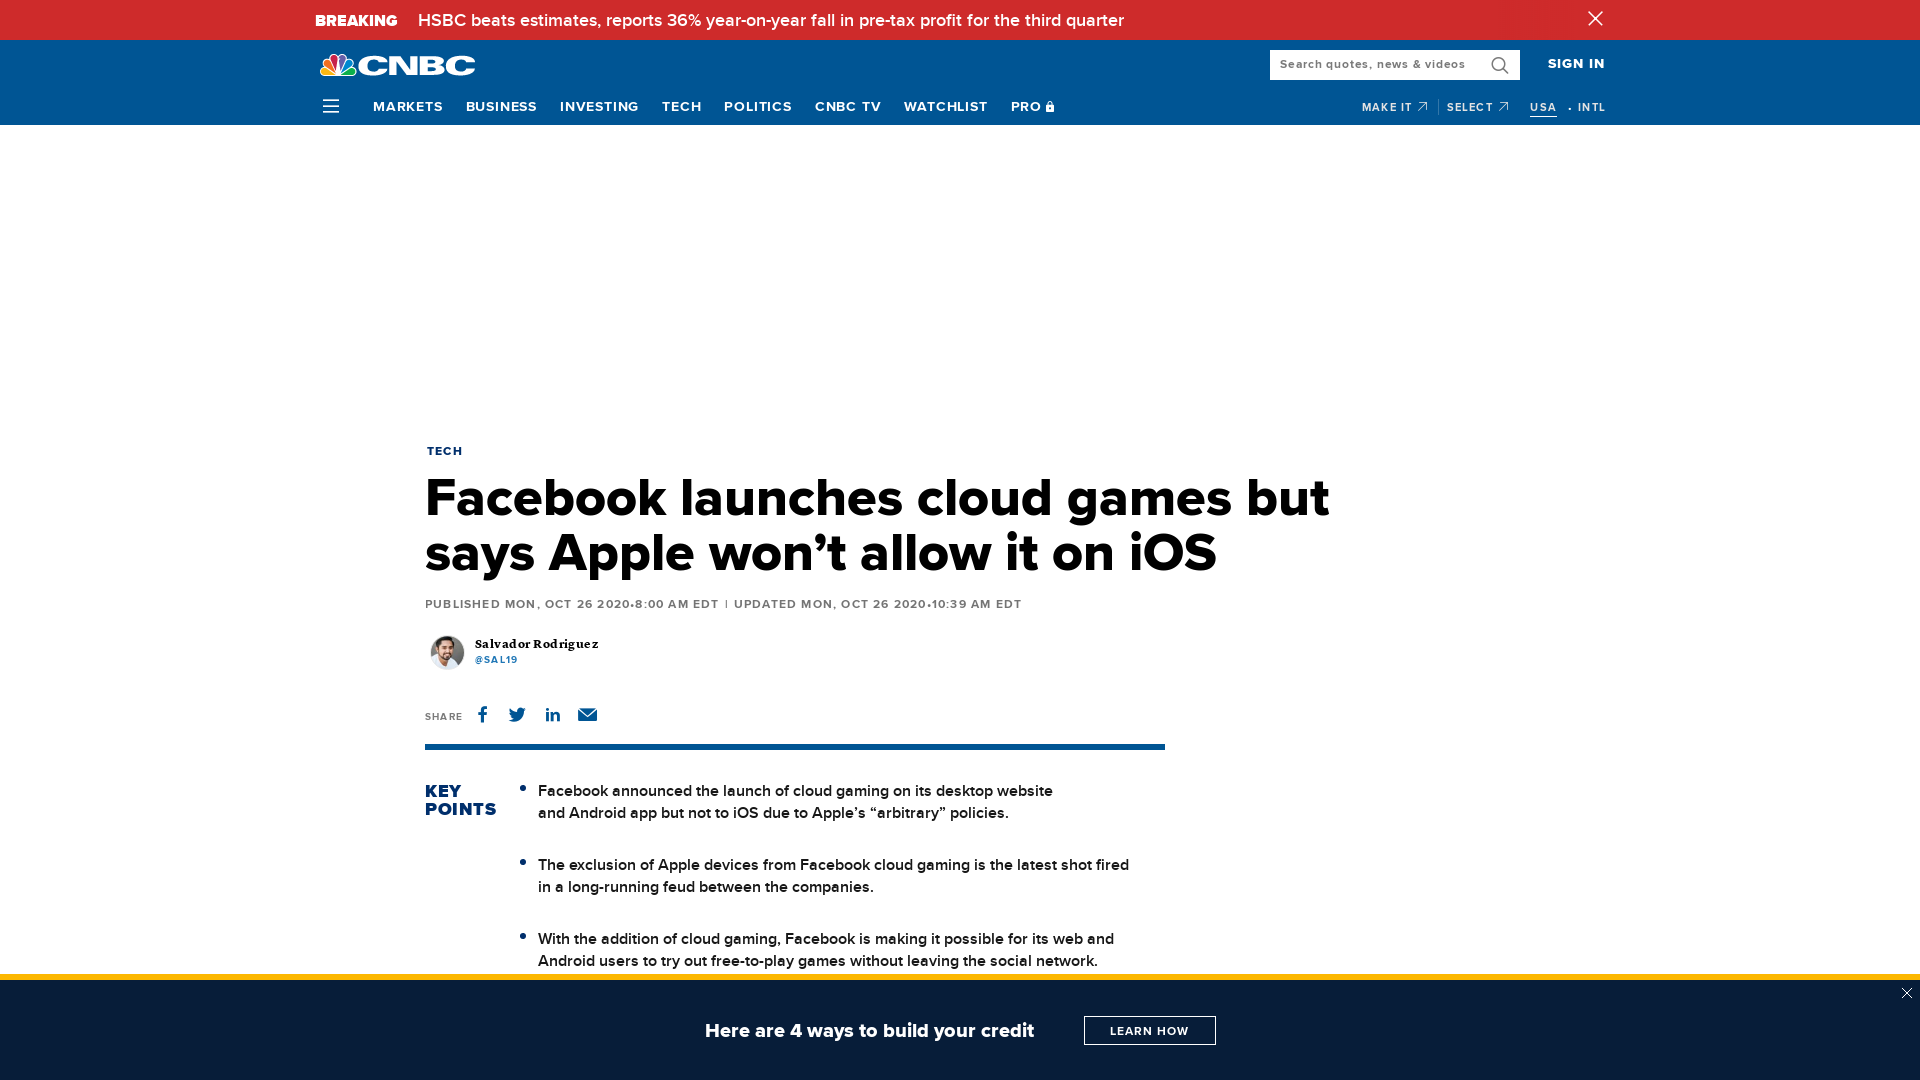 BREAKING HSBC beats estimates, reports 36% year-on-year fall in pre-tax profit for the third quarter
CNBC
Search quotes, news & videos
SIGN IN
MARKETS BUSINESS INVESTING TECH POLITICS CNBC TV WATCHLIST PRO
MAKE IT SELECT USA • INTL
TECH
Facebook launches cloud games but
says Apple won’t allow it on iOS
PUBLISHED MON, OCT 26 2020•8:00 AM EDT | UPDATED MON, OCT 26 2020•10:39 AM EDT
Salvador Rodriguez
@SAL19
SHARE
KEY
POINTS
Facebook announced the launch of cloud gaming on its desktop website
and Android app but not to iOS due to Apple’s “arbitrary” policies.
The exclusion of Apple devices from Facebook cloud gaming is the latest shot fired
in a long-running feud between the companies.
With the addition of cloud gaming, Facebook is making it possible for its web and
Android users to try out free-to-play games without leaving the social network.
Here are 4 ways to build your credit
LEARN HOW